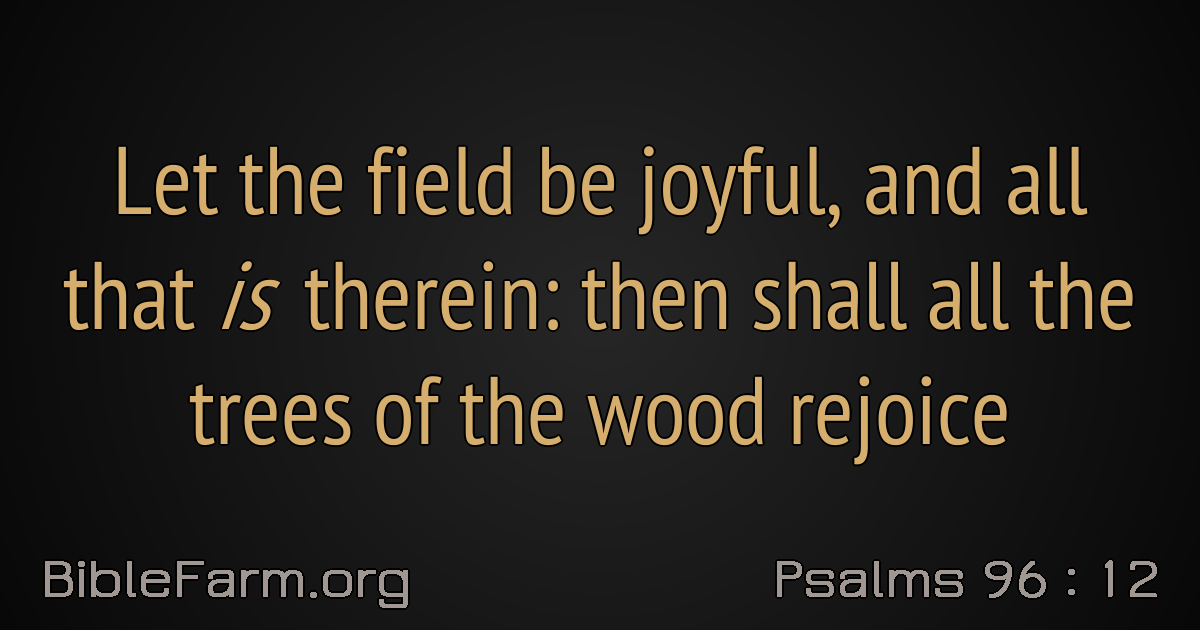 Let the field be joyful, and all
that is therein: then shall all the
trees of the wood rejoice
BibleFarm.org
Psalms 96 : 12